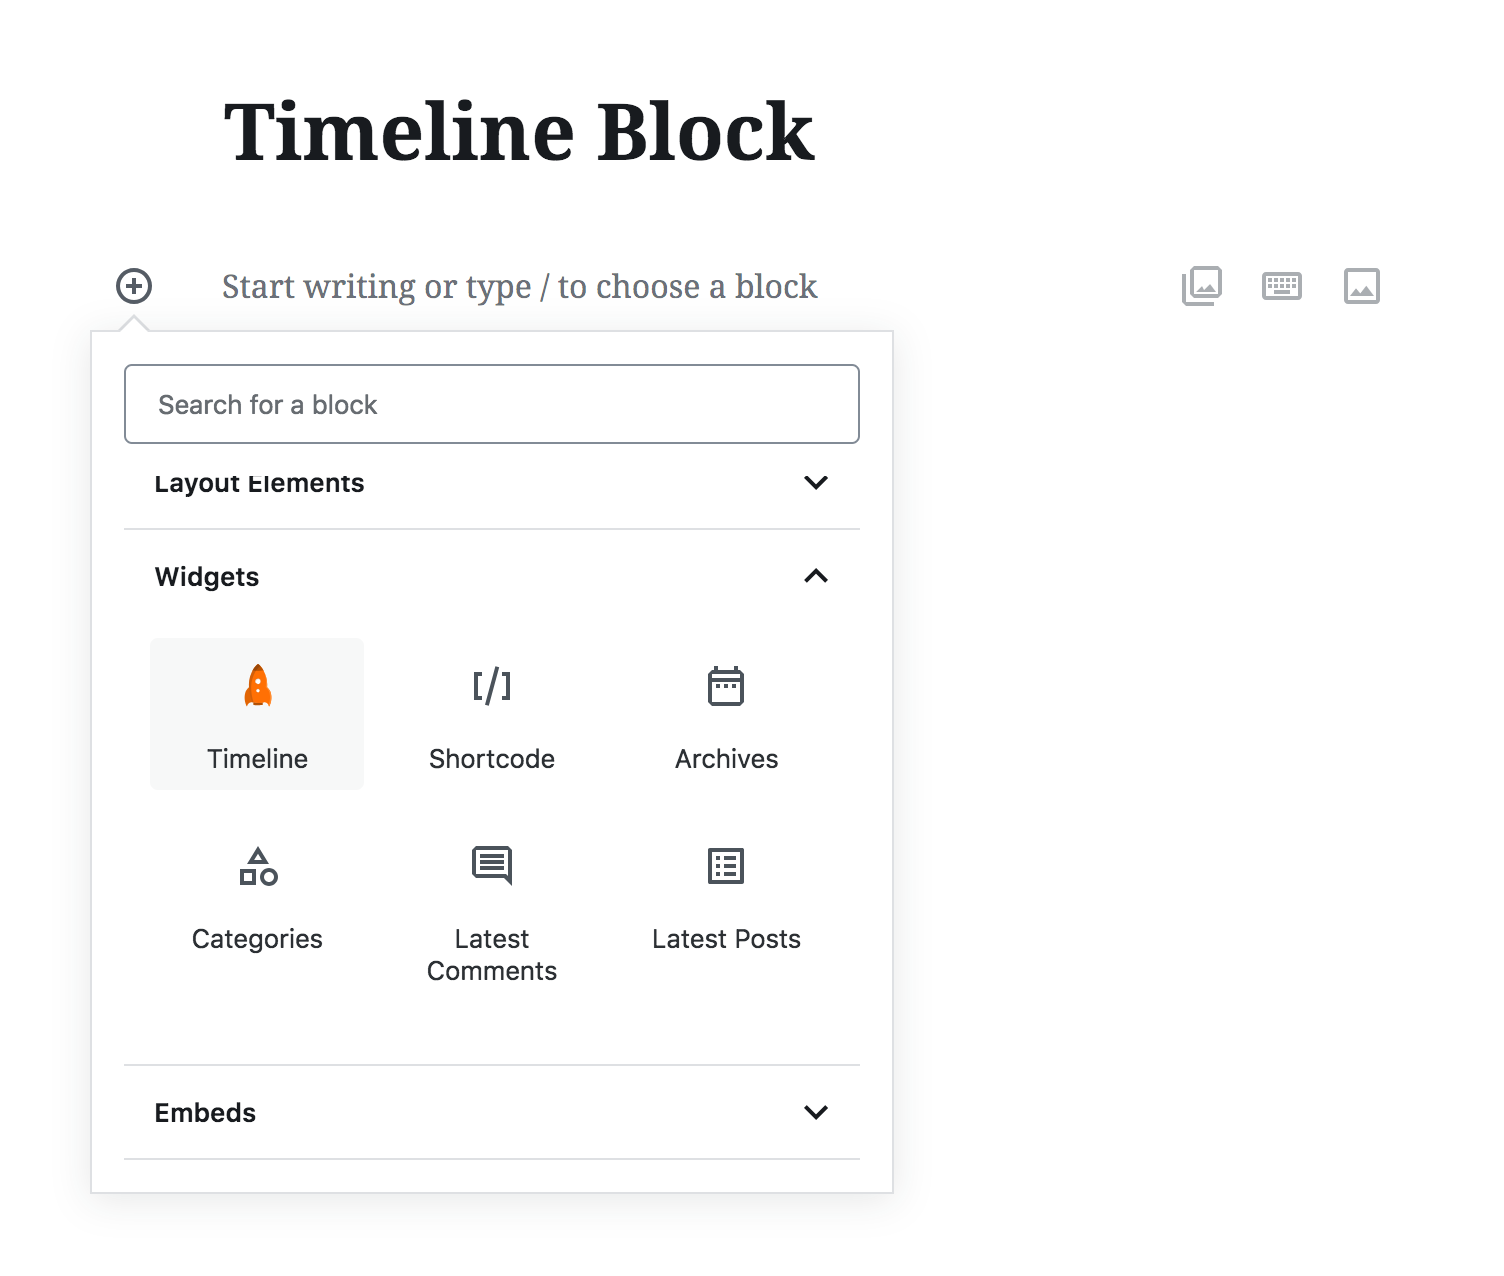 Timeline Block
Start writing or type / to choose a block
Search for a block
Layout Elements
Widgets
Timeline
Shortcode
Archives
Categories
Latest
Comments
Latest Posts
Embeds